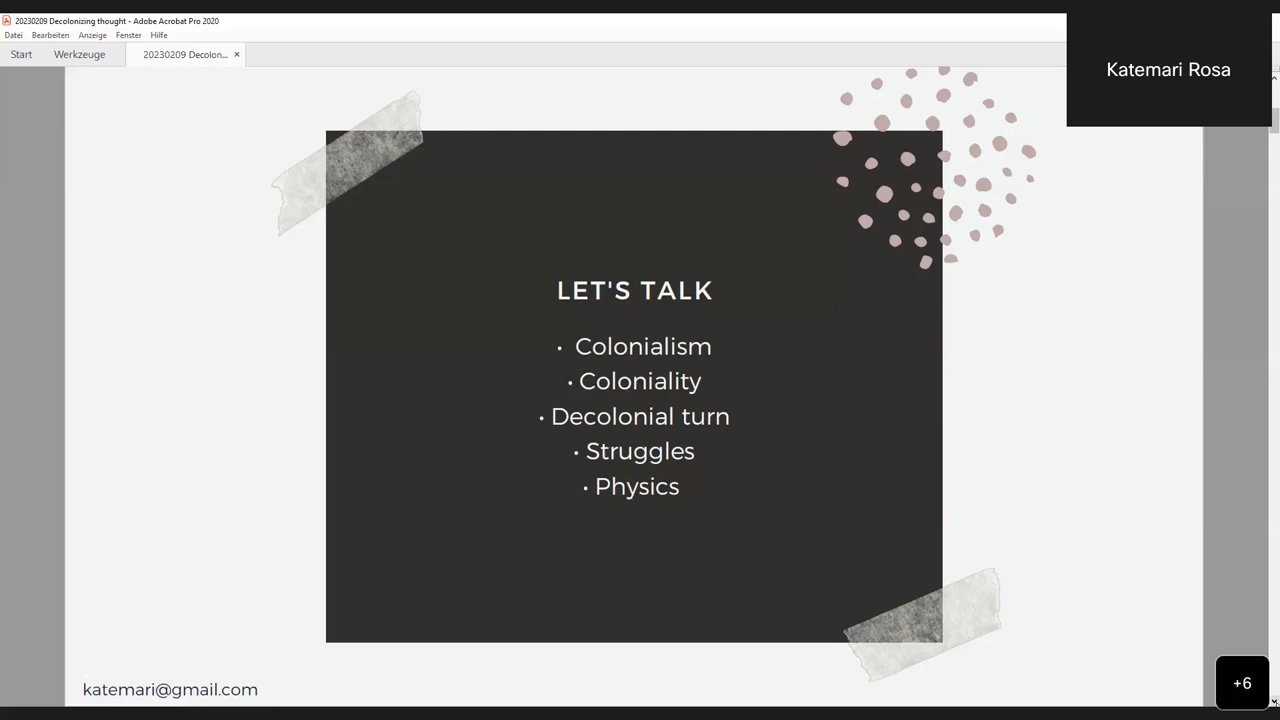 20230209 Decolonizing thought - Adobe Acrobat Pro 2020
Datei Bearbeiten Anzeige Fenster Hilfe
Start Werkzeuge 20230209 Decolon... ×
Katemari Rosa
LET'S TALK
• Colonialism
• Coloniality
• Decolonial turn
• Struggles
• Physics
katemari@gmail.com
+6